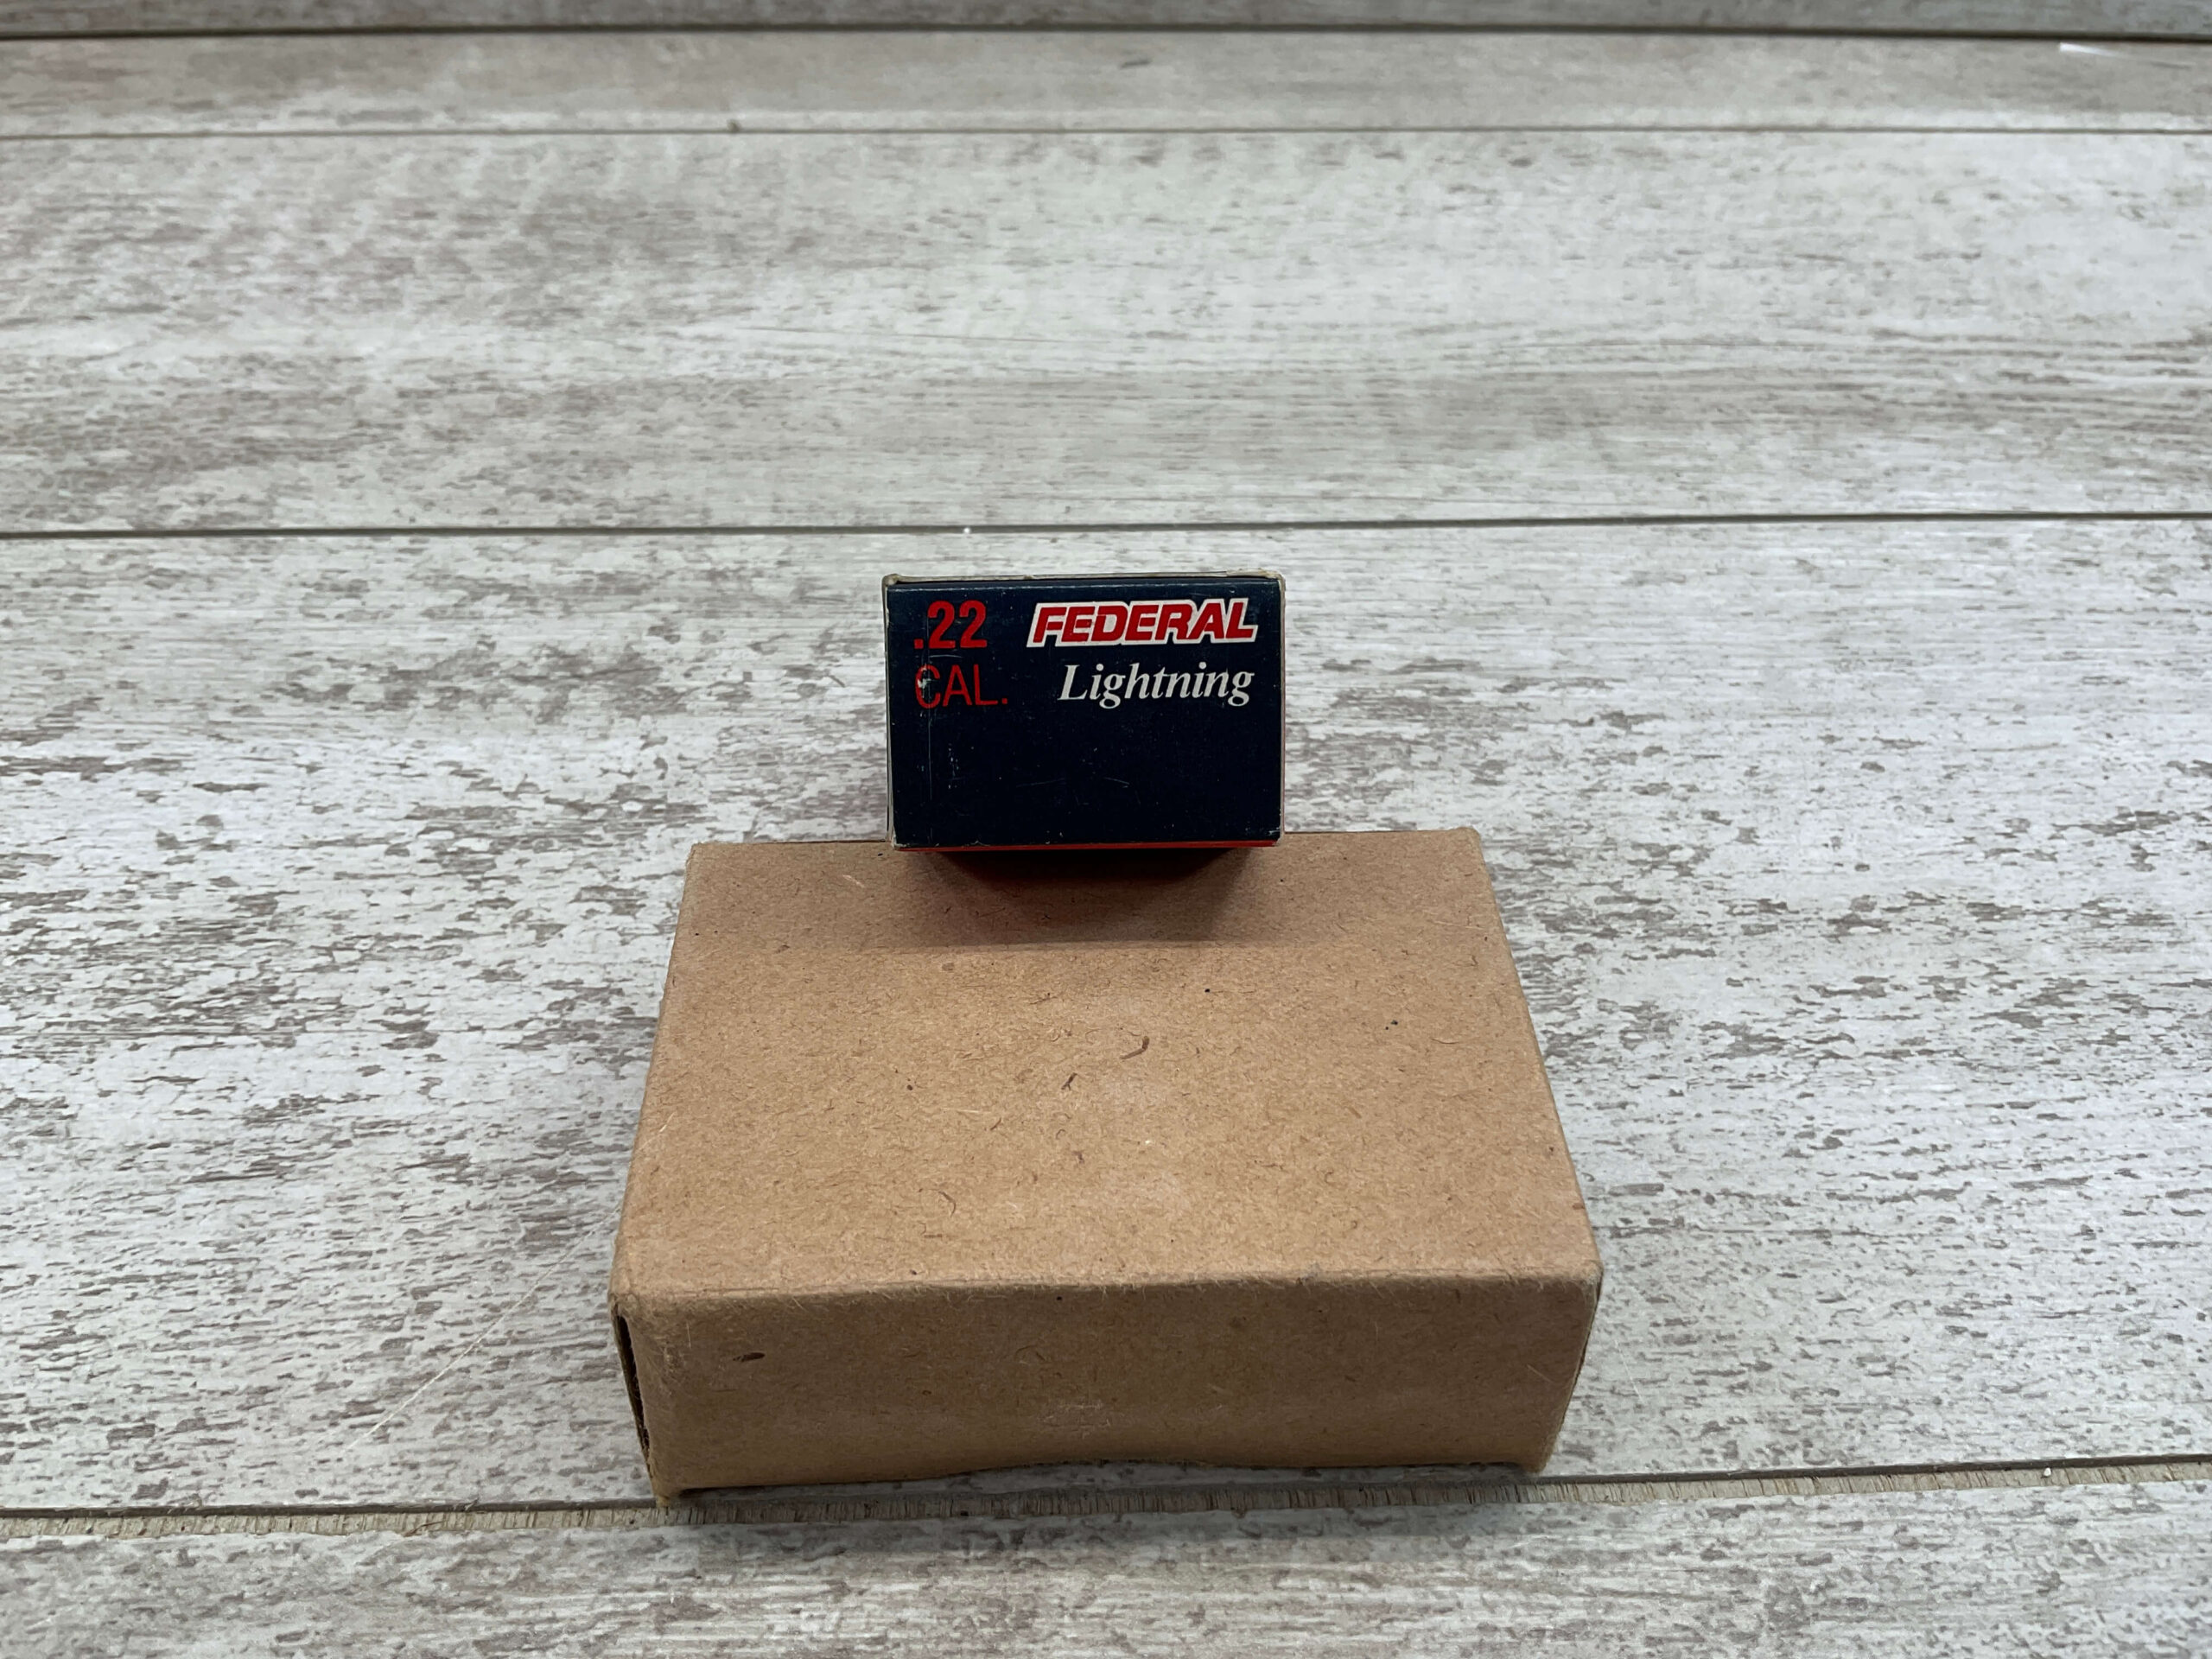 .22 FEDERAL
CAL. Lightning